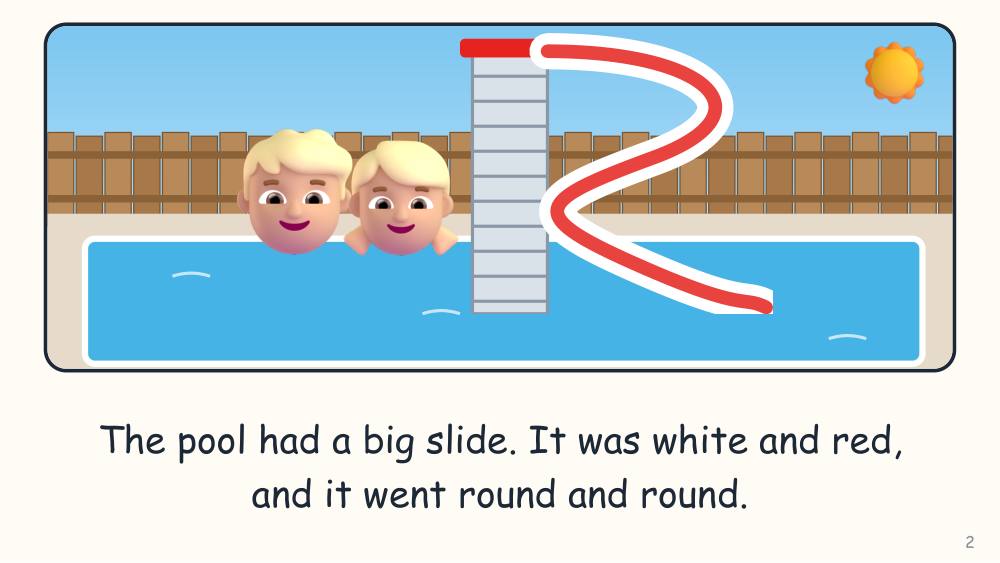 The pool had a big slide. It was white and red,
and it went round and round.
2